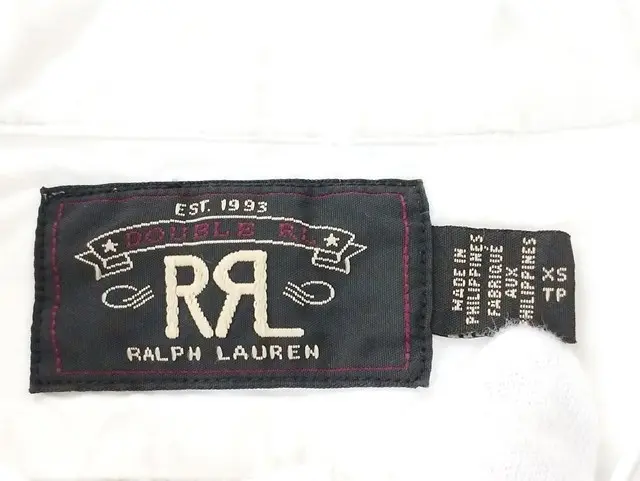 EST. 1993
DOUBLE RL
RRL
RALPH LAUREN
MADE IN
PHILIPPINES
FABRIQUE
AUX
PHILIPPINES
XS
TP